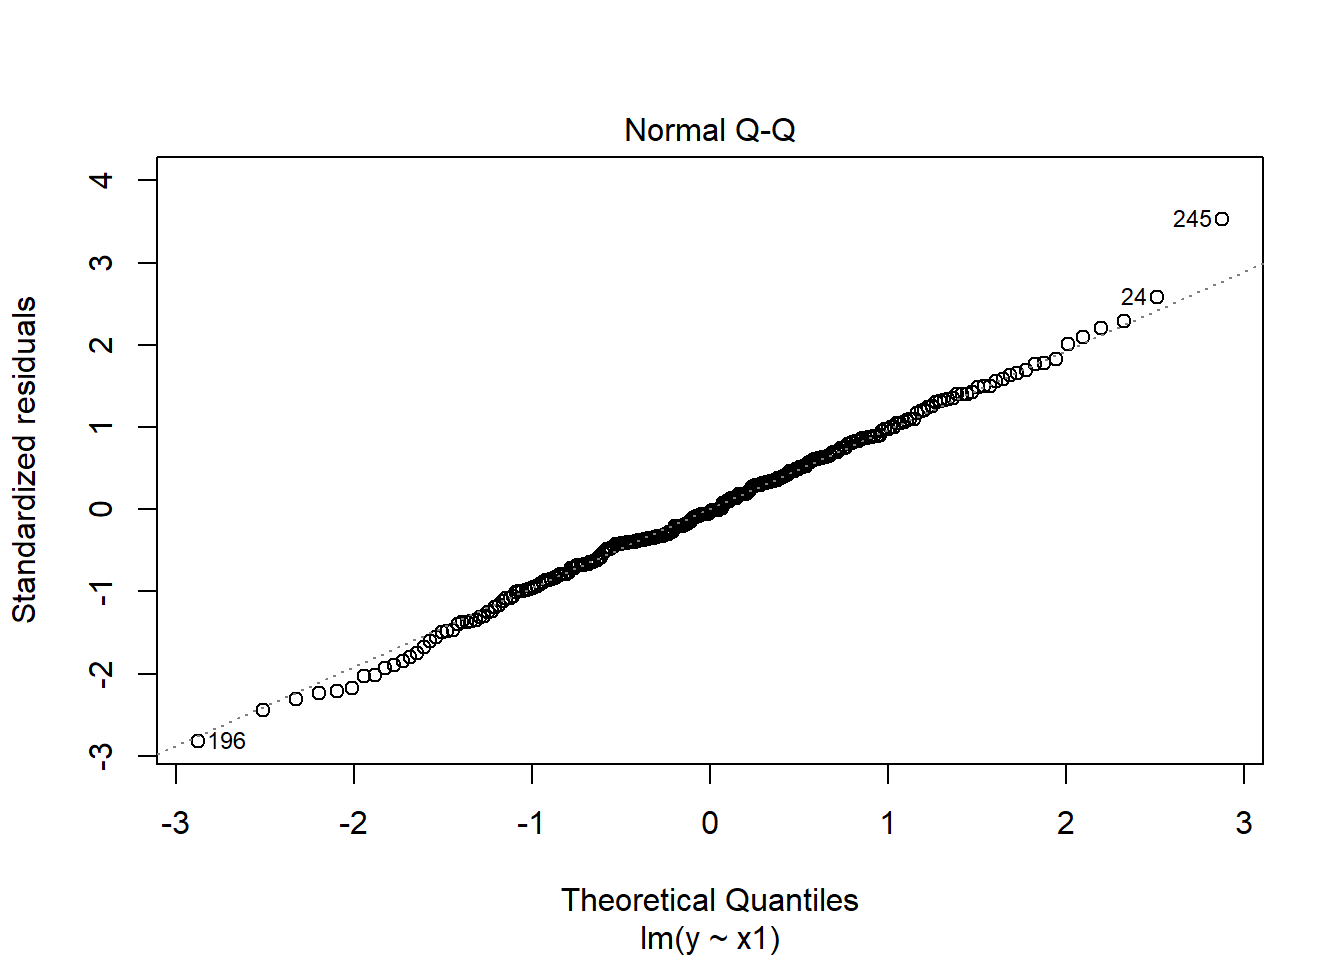 Normal Q-Q
4
3
2
1
0
-1
-2
-3
Standardized residuals
245
24
196
-3 -2 -1 0 1 2 3
Theoretical Quantiles
lm(y ~ x1)